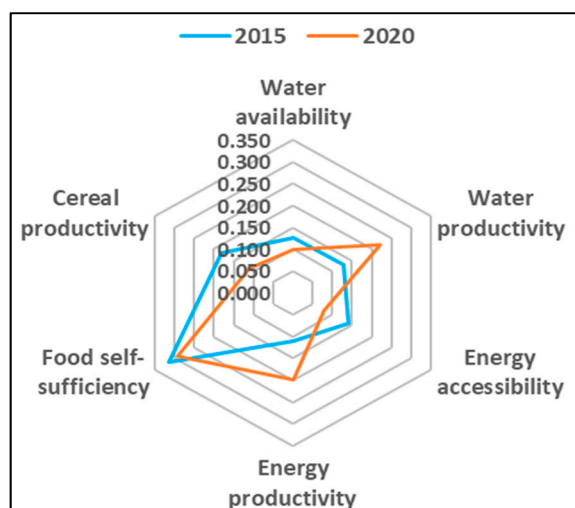 2015 2020
Water
availability
0.350
0.300
0.250
0.200
0.150
0.100
0.050
0.000
Water
productivity
Energy
accessibility
Energy
productivity
Food self-
sufficiency
Cereal
productivity